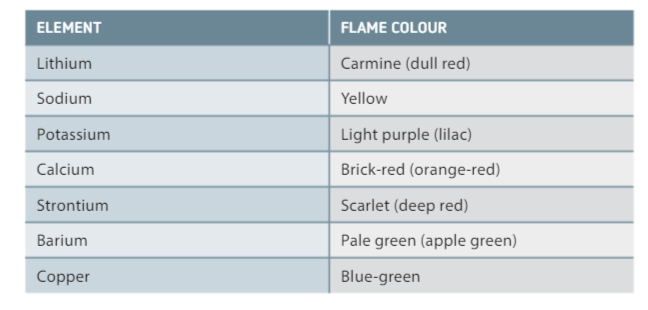 ELEMENT FLAME COLOUR
Lithium Carmine (dull red)
Sodium Yellow
Potassium Light purple (lilac)
Calcium Brick-red (orange-red)
Strontium Scarlet (deep red)
Barium Pale green (apple green)
Copper Blue-green